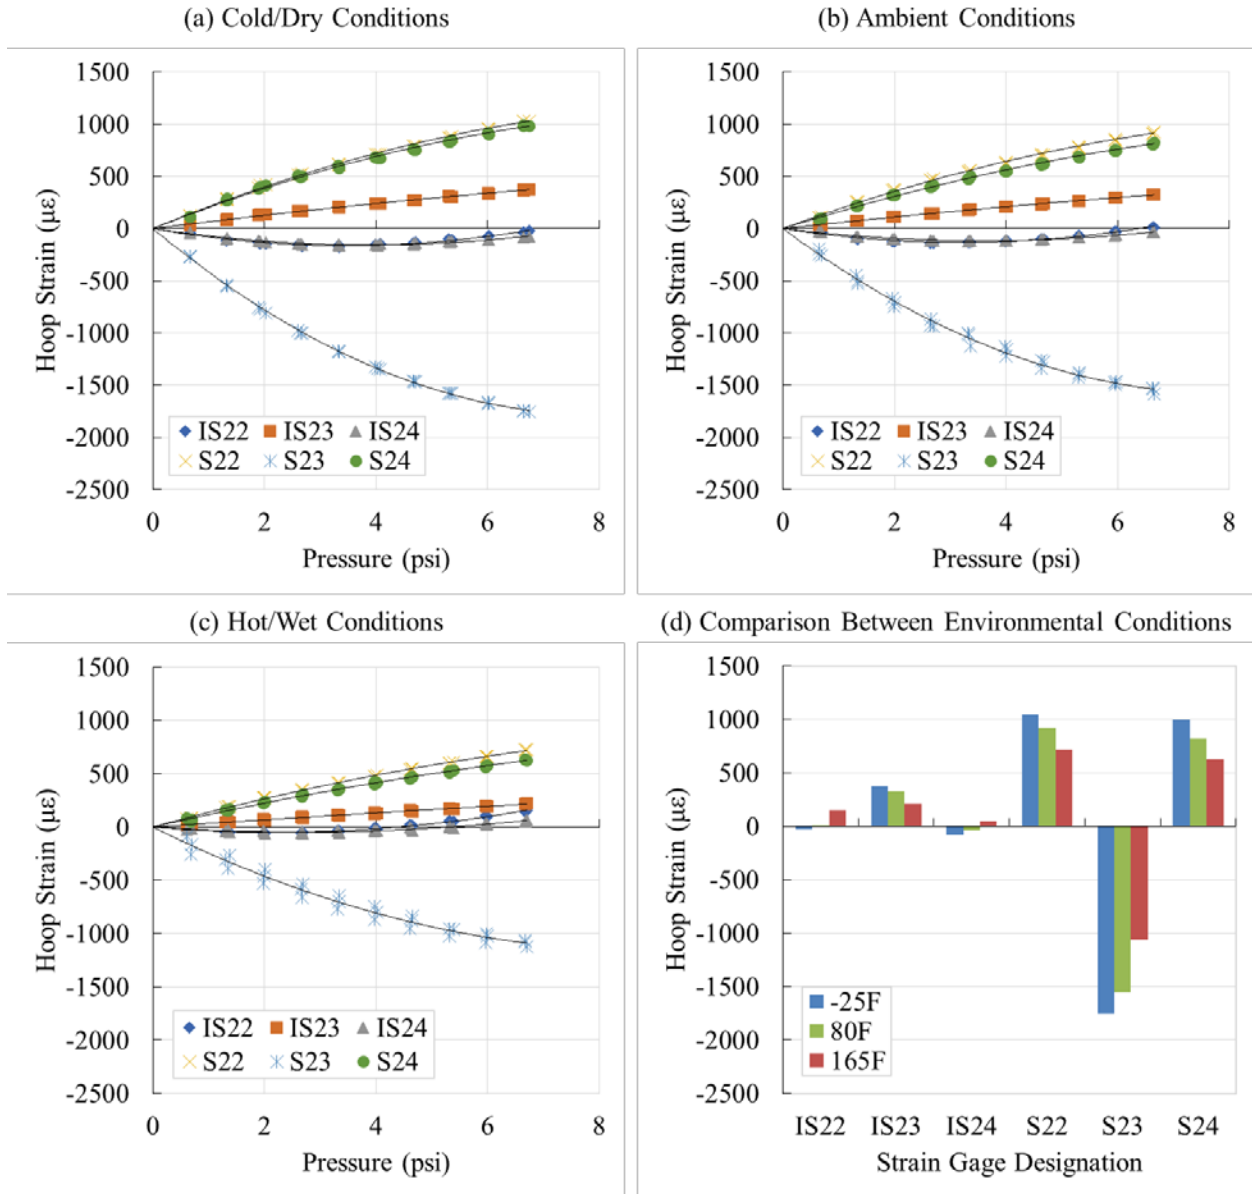 (a) Cold/Dry Conditions
1500
1000
500
0
-500
-1000
-1500
-2000
-2500
Hoop Strain (με)
IS22 IS23 IS24
S22 S23 S24
0 2 4 6 8
Pressure (psi)
(b) Ambient Conditions
1500
1000
500
0
-500
-1000
-1500
-2000
-2500
Hoop Strain (με)
IS22 IS23 IS24
S22 S23 S24
0 2 4 6 8
Pressure (psi)
(c) Hot/Wet Conditions
1500
1000
500
0
-500
-1000
-1500
-2000
-2500
Hoop Strain (με)
IS22 IS23 IS24
S22 S23 S24
0 2 4 6 8
Pressure (psi)
(d) Comparison Between Environmental Conditions
1500
1000
500
0
-500
-1000
-1500
-2000
-2500
Hoop Strain (με)
-25F
80F
165F
IS22 IS23 IS24 S22 S23 S24
Strain Gage Designation